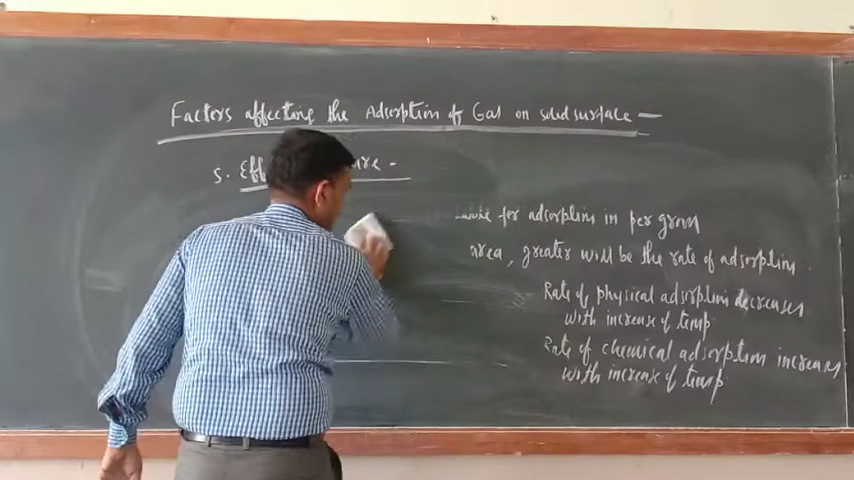 Factors affecting the Adsorption of Gas on solid surface —
5. Eff
for adsorption in per gram
area, greater will be the rate of adsorption
Rate of physical adsorption decreases
with increase of temp
Rate of chemical adsorption increases
with increase of temp